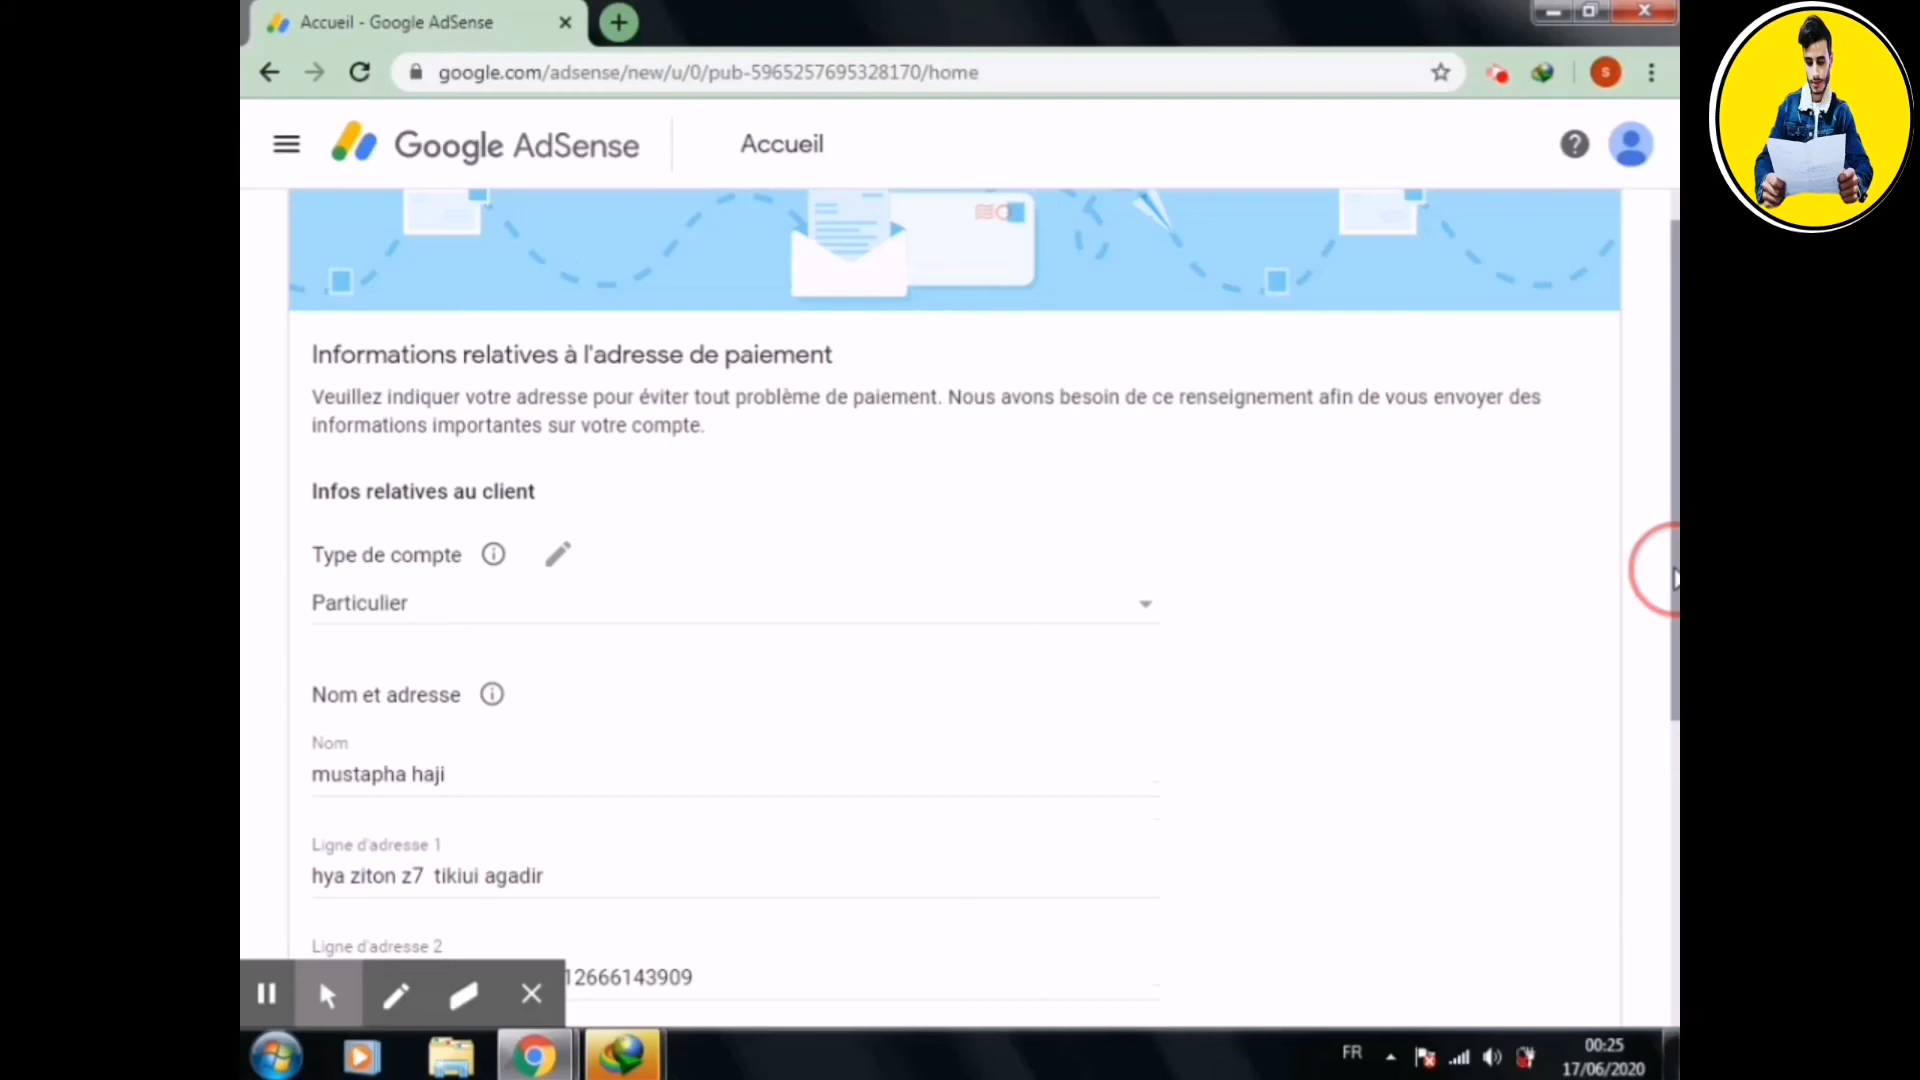 Accueil - Google AdSense
google.com/adsense/new/u/0/pub-5965257695328170/home
S
Google AdSense
Accueil
Informations relatives à l'adresse de paiement
Veuillez indiquer votre adresse pour éviter tout problème de paiement. Nous avons besoin de ce renseignement afin de vous envoyer des
informations importantes sur votre compte.
Infos relatives au client
Type de compte
Particulier
Nom et adresse
Nom
mustapha haji
Ligne d'adresse 1
hya ziton z7 tikiui agadir
Ligne d'adresse 2
12666143909
FR
00:25
17/06/2020